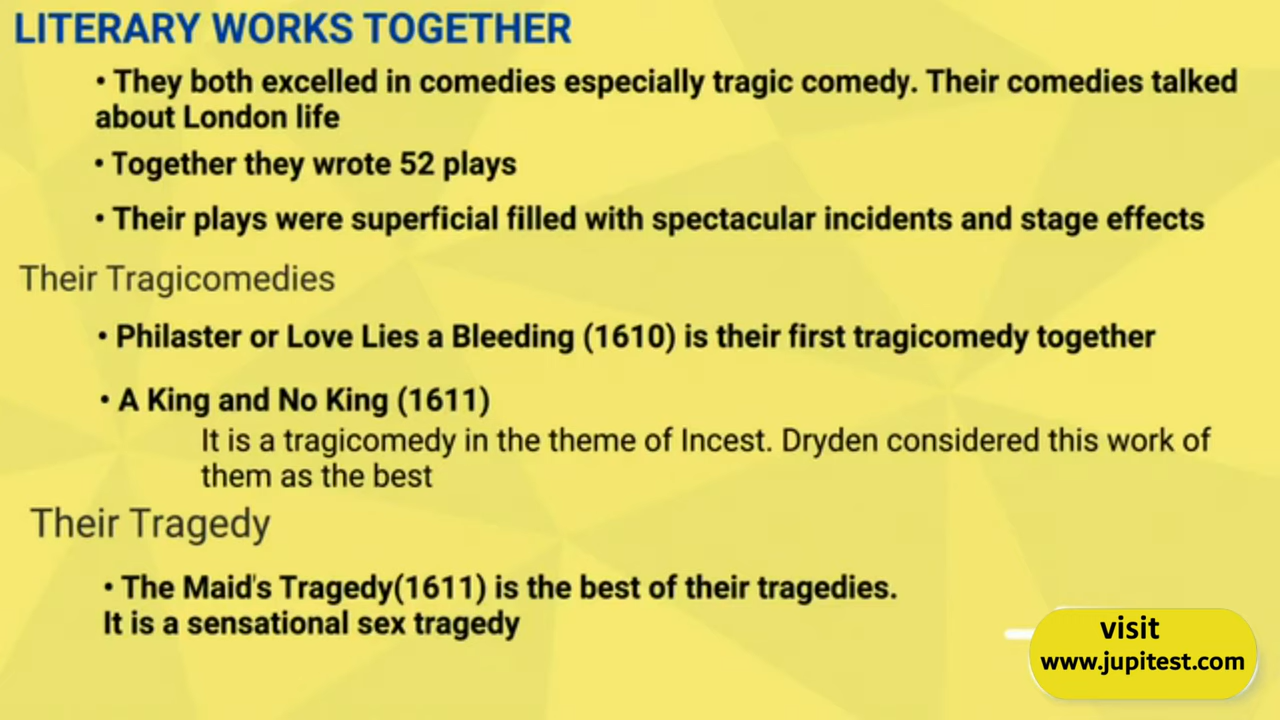 LITERARY WORKS TOGETHER
• They both excelled in comedies especially tragic comedy. Their comedies talked
about London life
• Together they wrote 52 plays
• Their plays were superficial filled with spectacular incidents and stage effects
Their Tragicomedies
• Philaster or Love Lies a Bleeding (1610) is their first tragicomedy together
• A King and No King (1611)
It is a tragicomedy in the theme of Incest. Dryden considered this work of
them as the best
Their Tragedy
• The Maid's Tragedy(1611) is the best of their tragedies.
It is a sensational sex tragedy
visit
www.jupitest.com